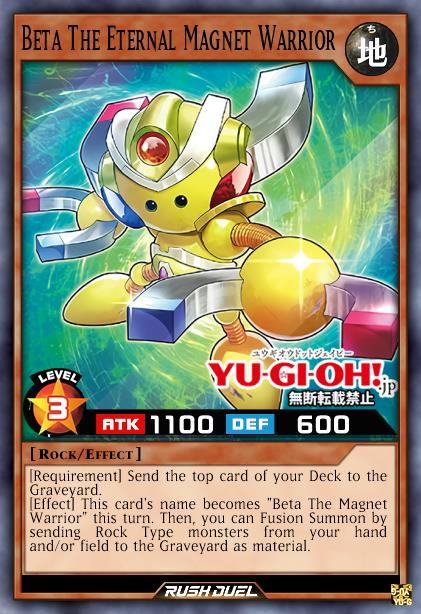 BETA THE ETERNAL MAGNET WARRIOR
ち
地
ユウギオウドットジェイピー
YU-GI-OH!.jp
無断転載禁止
LEVEL
3
ATK 1100 DEF 600
[ROCK/EFFECT]
[Requirement] Send the top card of your Deck to the
Graveyard.
[Effect] This card's name becomes "Beta The Magnet
Warrior" this turn. Then, you can Fusion Summon by
sending Rock Type monsters from your hand
and/or field to the Graveyard as material.
RUSH DUEL